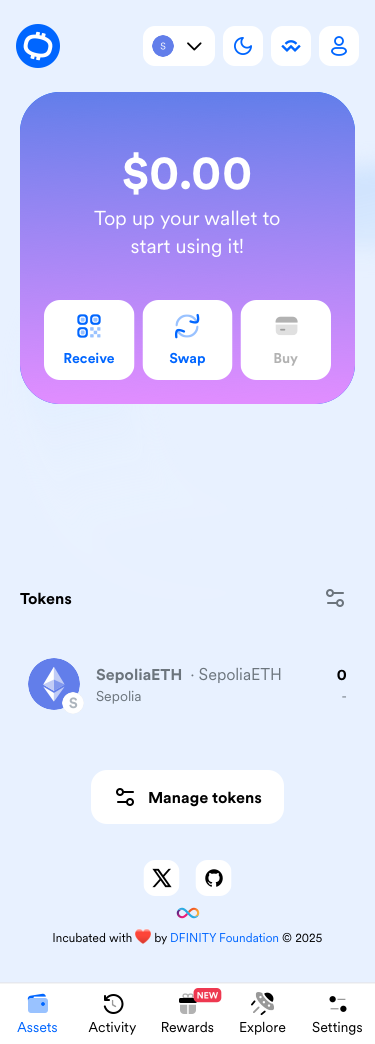 S
$0.00
Top up your wallet to
start using it!
Receive Swap Buy
Tokens
SepoliaETH · SepoliaETH 0
Sepolia -
S
Manage tokens
Incubated with ❤️ by DFINITY Foundation © 2025
NEW
Assets Activity Rewards Explore Settings